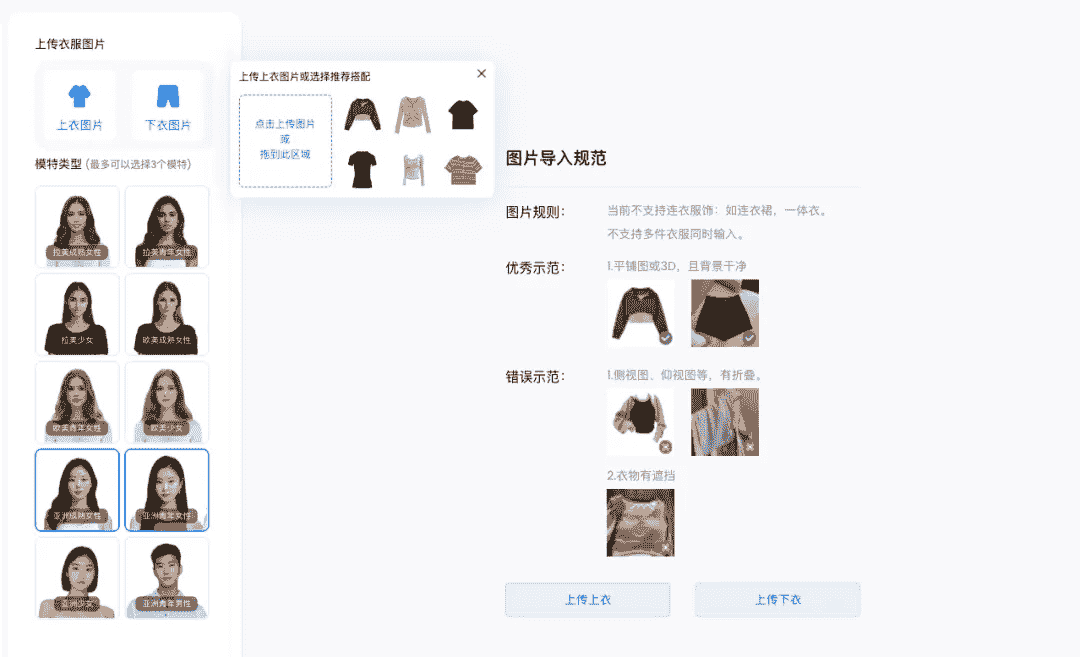 上传衣服图片
上衣图片
下衣图片
模特类型 (最多可以选择3个模特)
拉美成熟女性
拉美青年女性
拉美少女
欧美成熟女性
欧美青年女性
欧美少女
亚洲成熟女性
亚洲青年女性
亚洲少女
亚洲青年男性
上传上衣图片或选择推荐搭配
点击上传图片
或
拖到此区域
图片导入规范
图片规则：
当前不支持连衣服饰：如连衣裙，一体衣。
不支持多件衣服同时输入。
优秀示范：
1.平铺图或3D，且背景干净
错误示范：
1.侧视图、仰视图等，有折叠。
2.衣物有遮挡
上传上衣
上传下衣